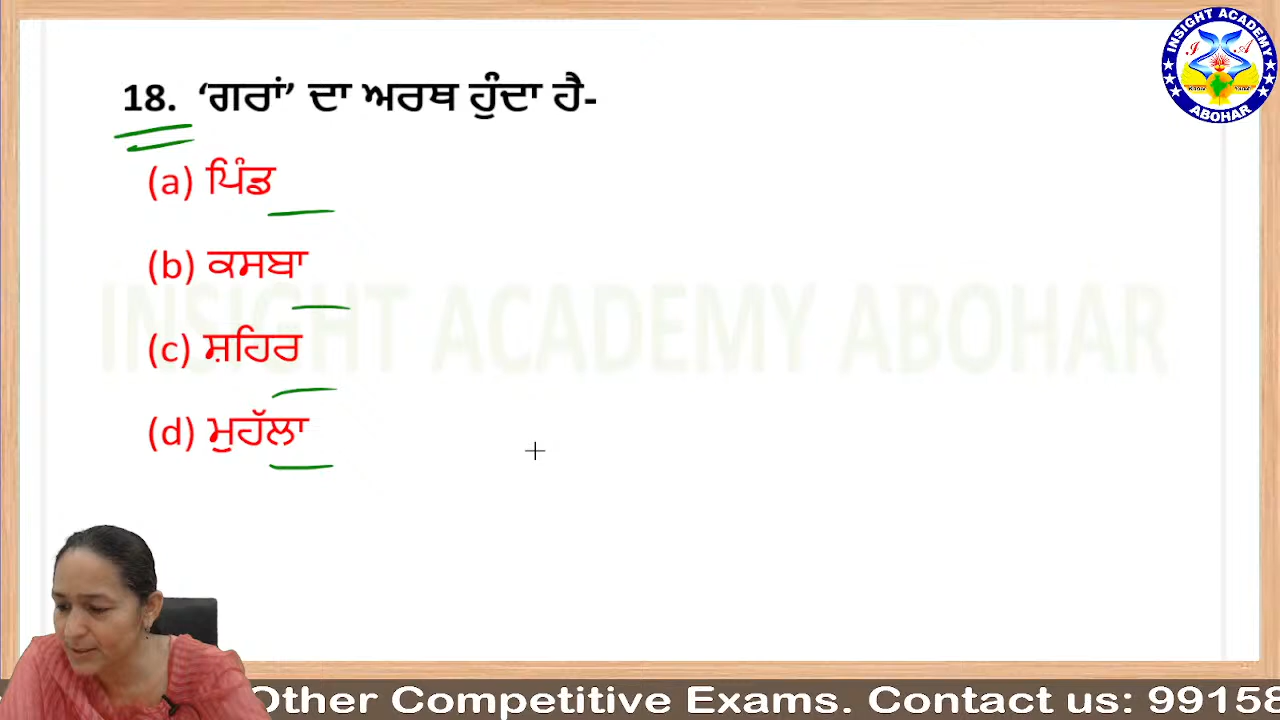 18. ‘ਗਰਾਂ’ ਦਾ ਅਰਥ ਹੁੰਦਾ ਹੈ-
(a) ਪਿੰਡ
(b) ਕਸਬਾ
(c) ਸ਼ਹਿਰ
(d) ਮੁਹੱਲਾ
INSIGHT ACADEMY ABOHAR
INSIGHT ACADEMY
I A
ABOHAR
Other Competitive Exams. Contact us: 99158